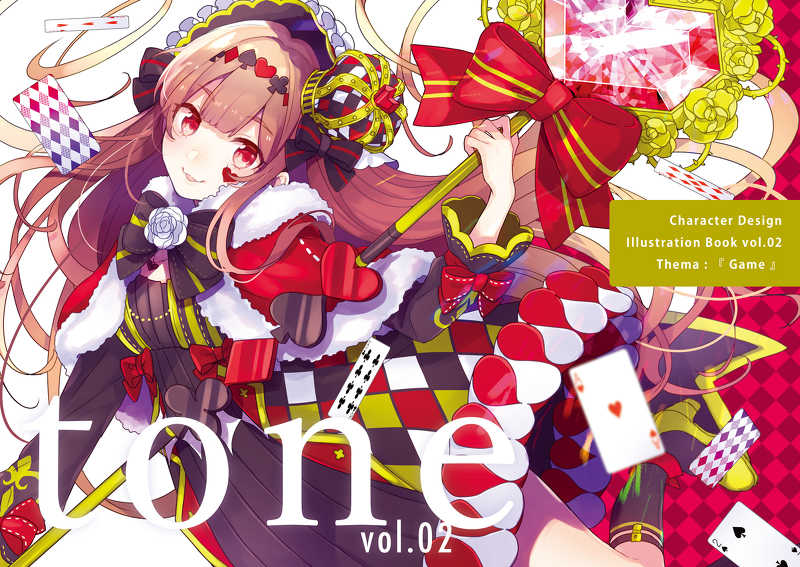 Character Design
Illustration Book vol.02
Thema : 『 Game 』
tone
vol.02